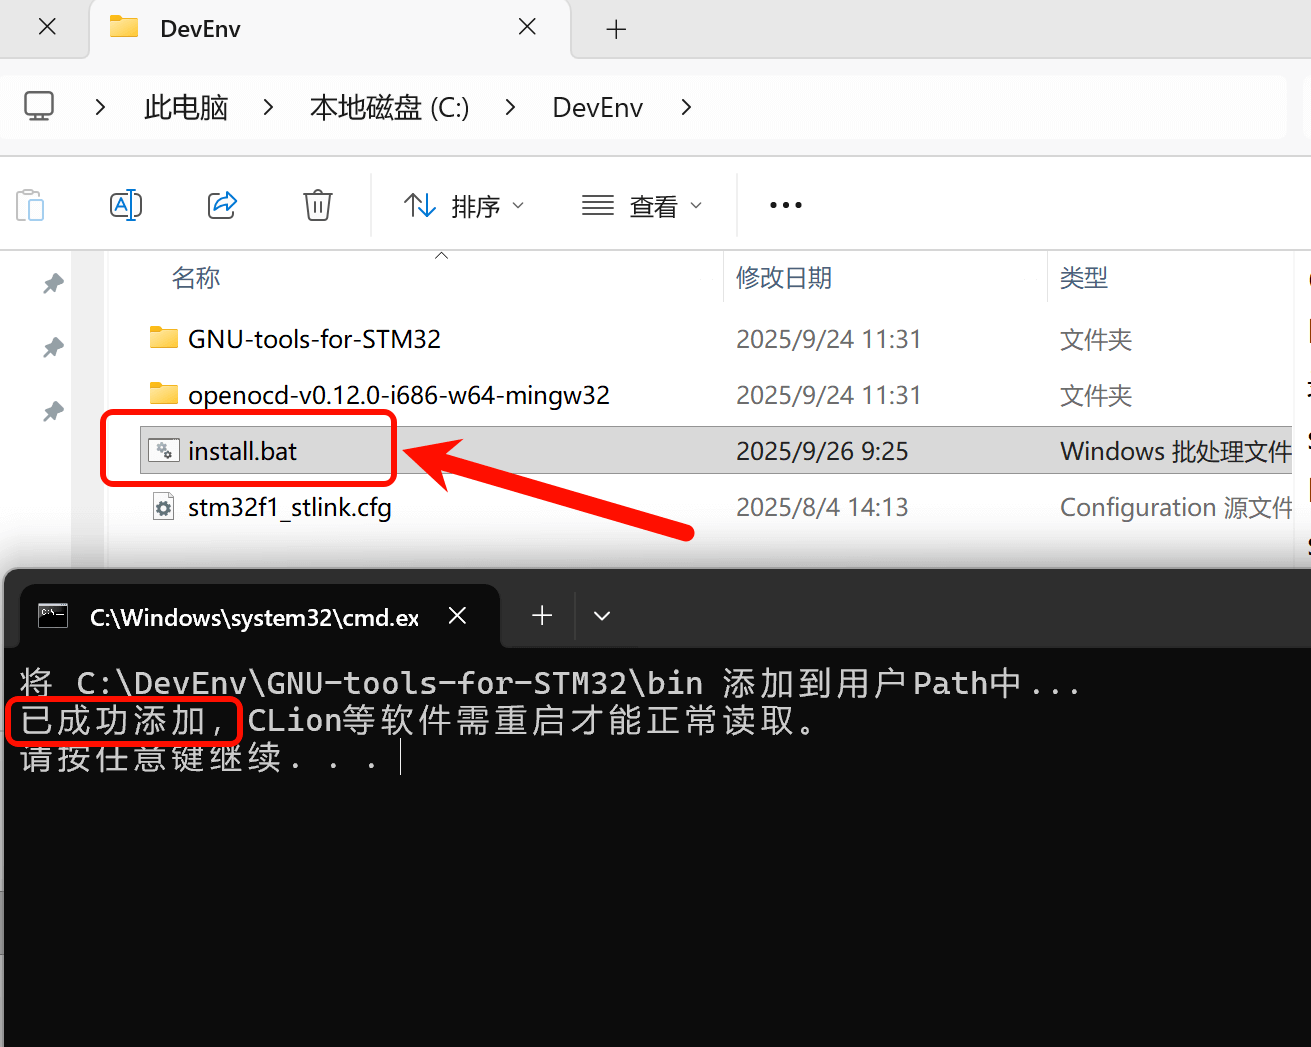 DevEnv
此电脑 本地磁盘 (C:) DevEnv
排序 查看
名称 修改日期 类型
GNU-tools-for-STM32 2025/9/24 11:31 文件夹
openocd-v0.12.0-i686-w64-mingw32 2025/9/24 11:31 文件夹
install.bat 2025/9/26 9:25 Windows 批处理文件
stm32f1_stlink.cfg 2025/8/4 14:13 Configuration 源文件
C:\Windows\system32\cmd.ex
将 C:\DevEnv\GNU-tools-for-STM32\bin 添加到用户Path中...
已成功添加,CLion等软件需重启才能正常读取。
请按任意键继续. . .